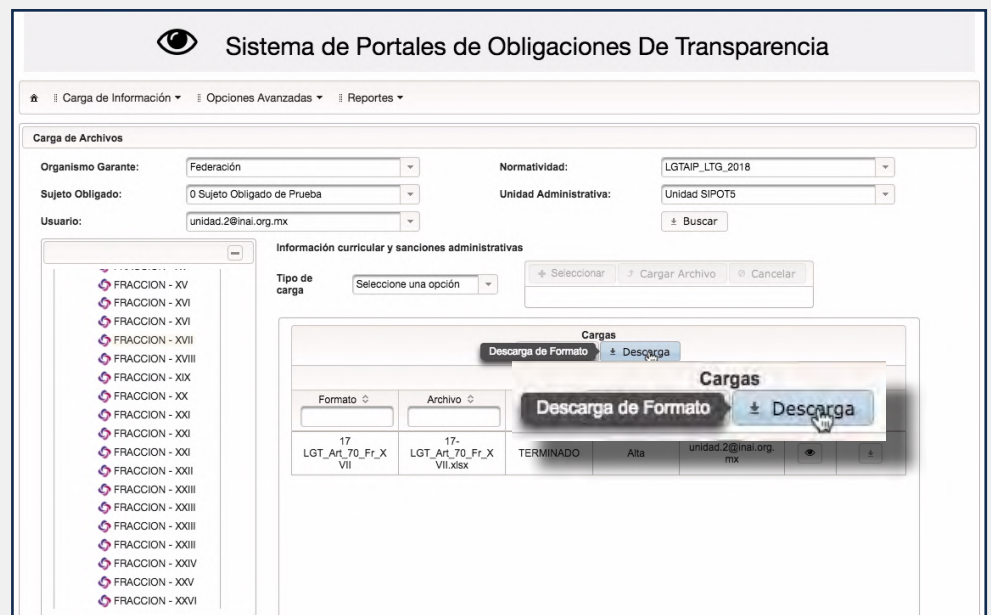 Sistema de Portales de Obligaciones De Transparencia
Carga de Información
Opciones Avanzadas
Reportes
Carga de Archivos
Organismo Garante:
Federación
Normatividad:
LGTAIP_LTG_2018
Sujeto Obligado:
0 Sujeto Obligado de Prueba
Unidad Administrativa:
Unidad SIPOT5
Usuario:
unidad.2@inai.org.mx
Buscar
FRACCION - XV
FRACCION - XVI
FRACCION - XVI
FRACCION - XVII
FRACCION - XVIII
FRACCION - XIX
FRACCION - XX
FRACCION - XXI
FRACCION - XXI
FRACCION - XXI
FRACCION - XXII
FRACCION - XXIII
FRACCION - XXIII
FRACCION - XXIII
FRACCION - XXIV
FRACCION - XXV
FRACCION - XXVI
Información curricular y sanciones administrativas
Tipo de
carga
Seleccione una opción
Seleccionar
Cargar Archivo
Cancelar
Cargas
Descarga de Formato
Descarga
Cargas
Descarga de Formato
Descarga
Formato
Archivo
17
LGT_Art_70_Fr_X
VII
17-
LGT_Art_70_Fr_X
VII.xlsx
TERMINADO
Alta
unidad.2@inai.org.
mx